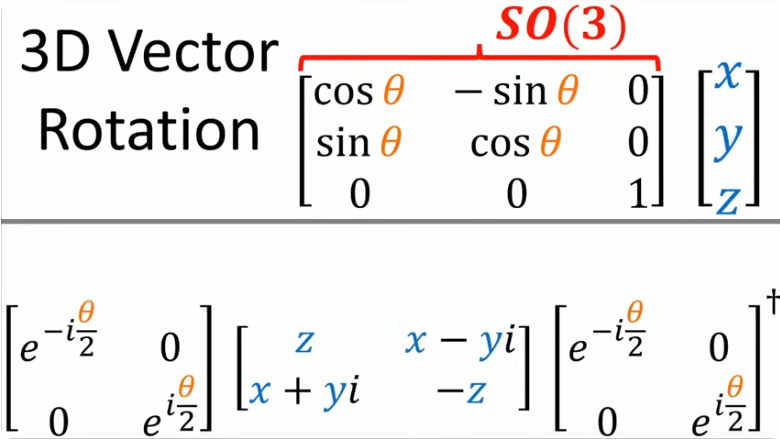 3D Vector Rotation
SO(3)
[cos θ − sin θ 0] [x]
[sin θ cos θ 0] [y]
[0 0 1] [z]
[e^{−iθ/2} 0] [z x − yi] [e^{−iθ/2} 0]†
[0 e^{iθ/2}] [x + yi −z] [0 e^{iθ/2}]